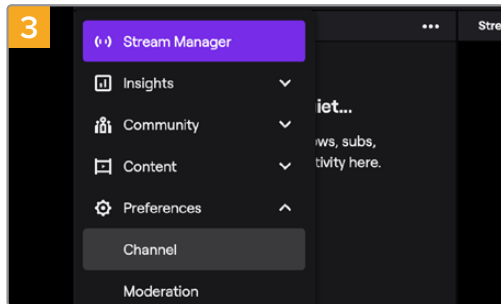 3
Stream Manager
Insights
Community
Content
Preferences
Channel
Moderation
••• Stre
iet...
ows, subs,
tivity here.